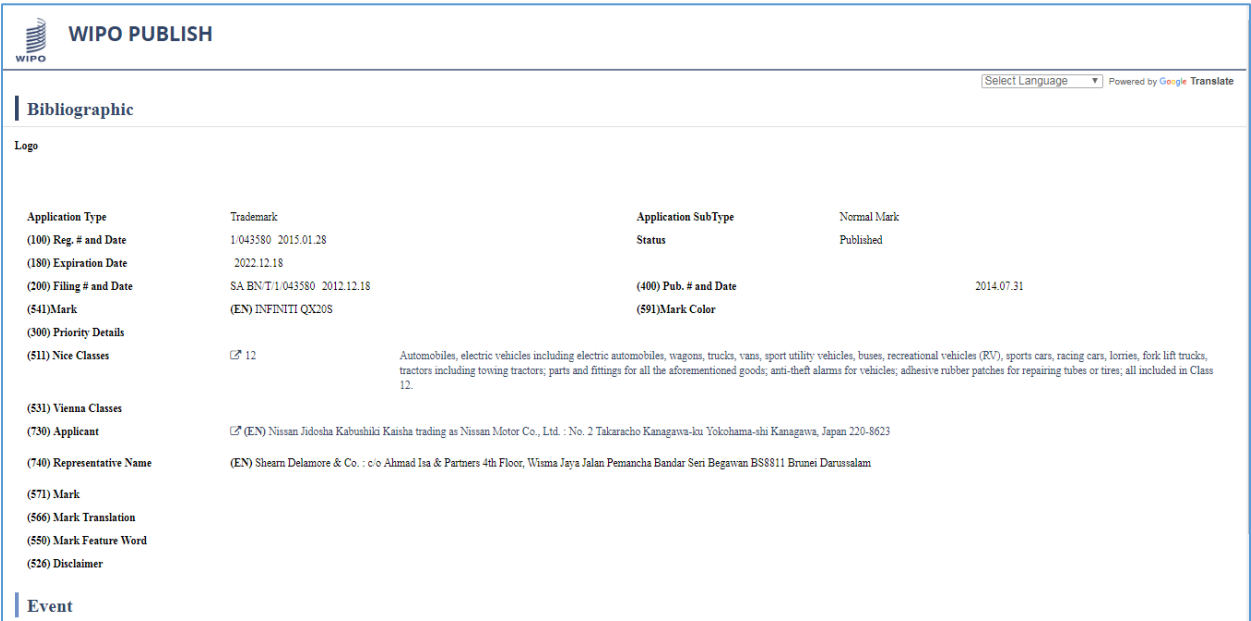 WIPO
WIPO PUBLISH
Select Language ▼ Powered by Google Translate
Bibliographic
Logo
Application Type Trademark Application SubType Normal Mark
(100) Reg. # and Date 1/043580 2015.01.28 Status Published
(180) Expiration Date 2022.12.18
(200) Filing # and Date SA BN/T/1/043580 2012.12.18 (400) Pub. # and Date 2014.07.31
(541)Mark (EN) INFINITI QX20S (591)Mark Color
(300) Priority Details
(511) Nice Classes 12 Automobiles, electric vehicles including electric automobiles, wagons, trucks, vans, sport utility vehicles, buses, recreational vehicles (RV), sports cars, racing cars, lorries, fork lift trucks,
tractors including towing tractors; parts and fittings for all the aforementioned goods; anti-theft alarms for vehicles; adhesive rubber patches for repairing tubes or tires; all included in Class
12.
(531) Vienna Classes
(730) Applicant (EN) Nissan Jidosha Kabushiki Kaisha trading as Nissan Motor Co., Ltd. : No. 2 Takaracho Kanagawa-ku Yokohama-shi Kanagawa, Japan 220-8623
(740) Representative Name (EN) Shearn Delamore & Co. : c/o Ahmad Isa & Partners 4th Floor, Wisma Jaya Jalan Pemancha Bandar Seri Begawan BS8811 Brunei Darussalam
(571) Mark
(566) Mark Translation
(550) Mark Feature Word
(526) Disclaimer
Event